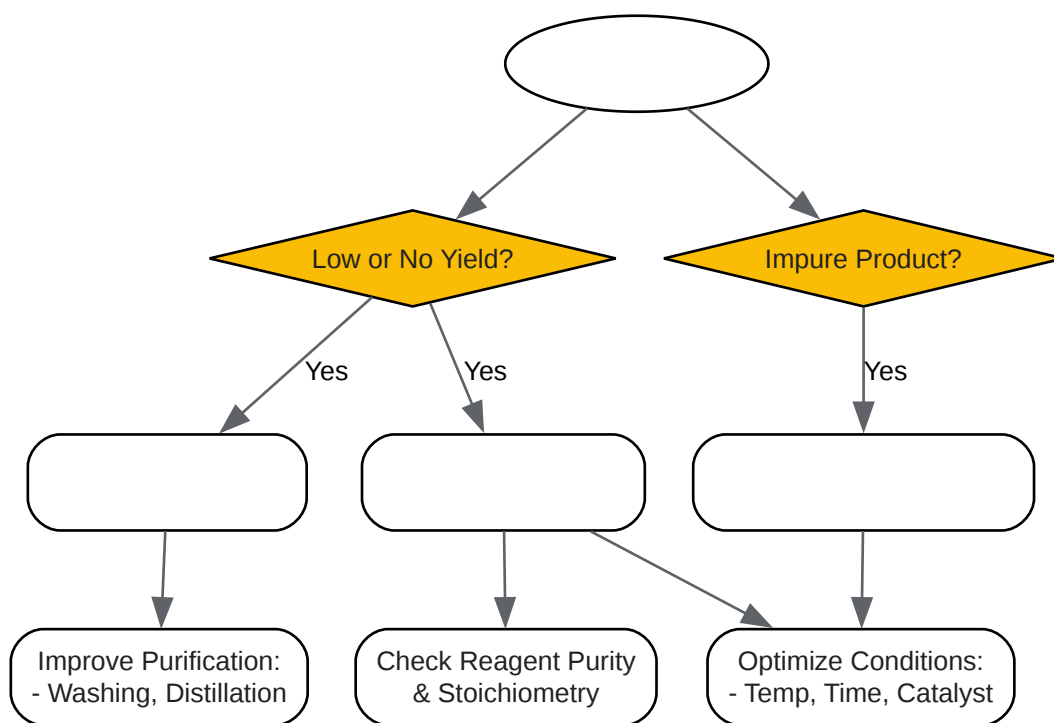 Low or No Yield?
Impure Product?
Yes
Yes
Yes
Improve Purification:
- Washing, Distillation
Check Reagent Purity
& Stoichiometry
Optimize Conditions:
- Temp, Time, Catalyst